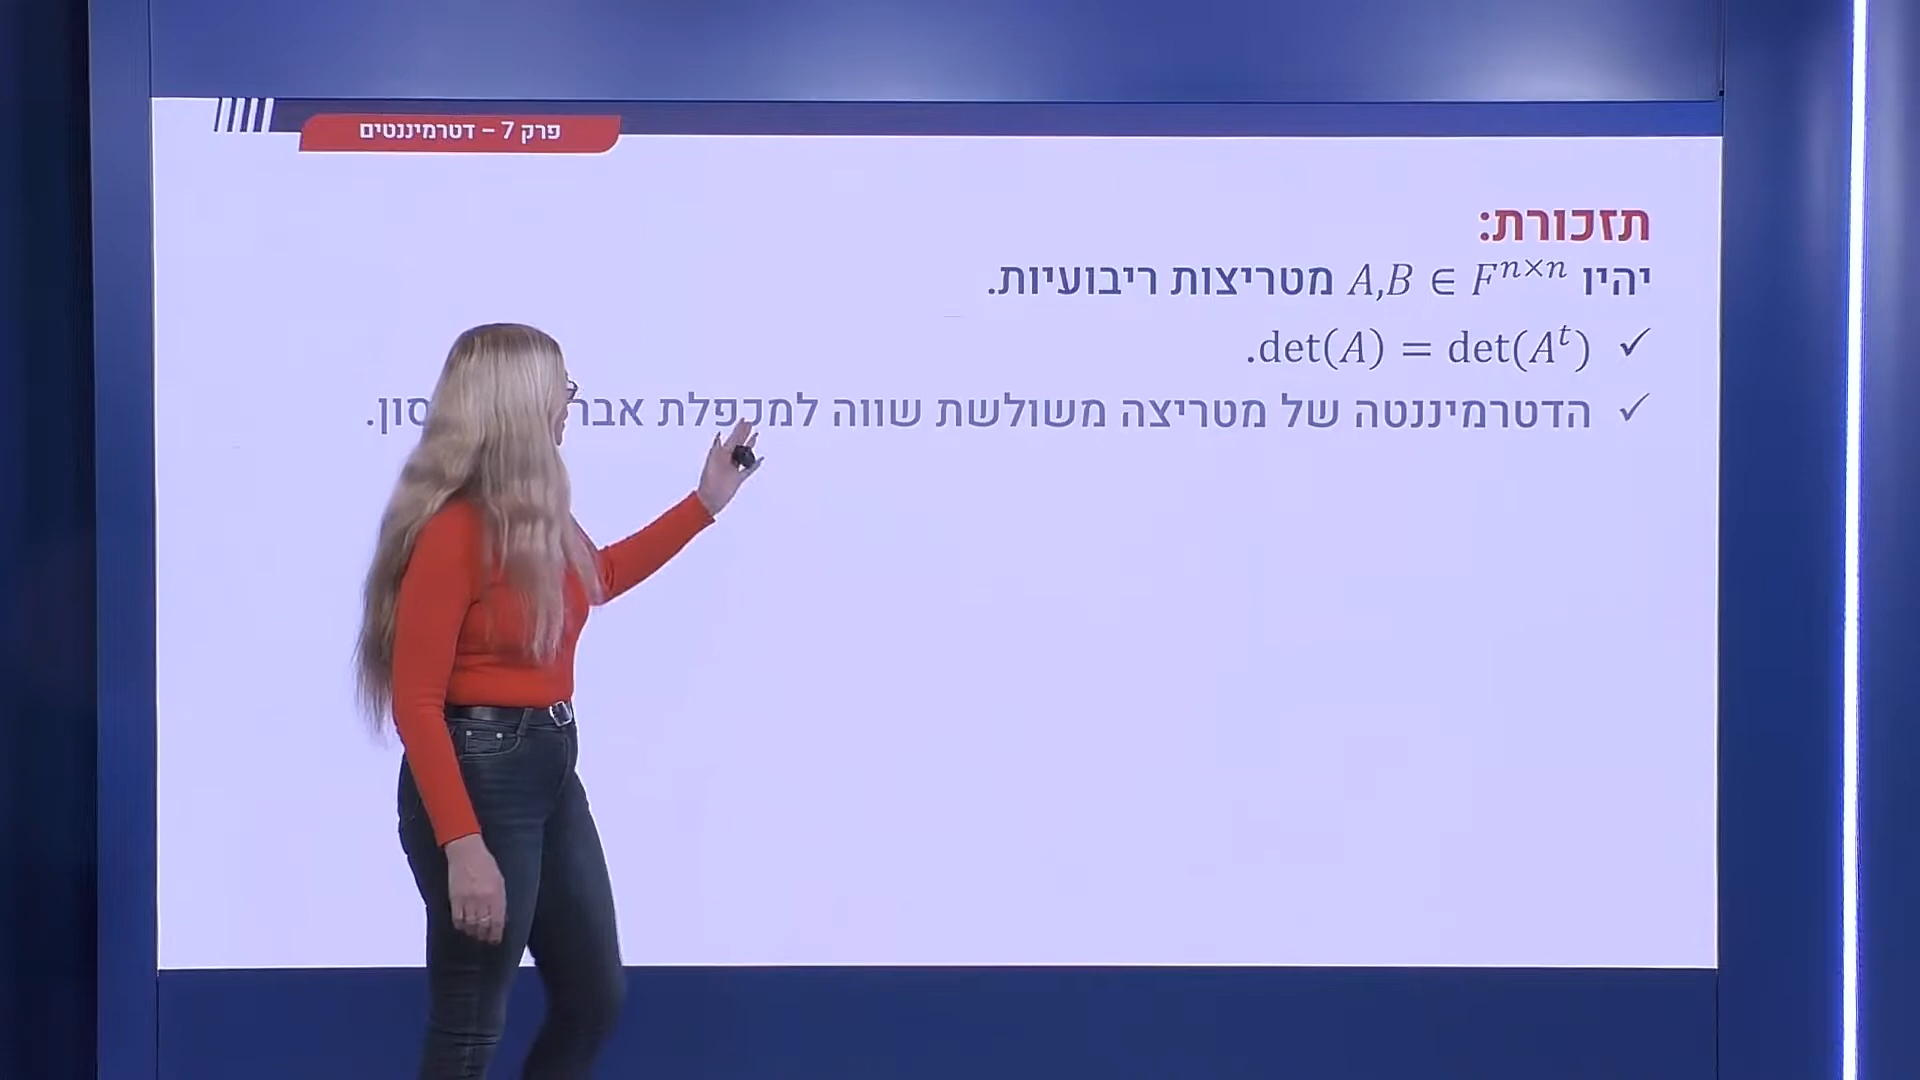 פרק 7 – דטרמיננטים
תזכורת:
יהיו A,B ∈ F^{n×n} מטריצות ריבועיות.
✓ det(A) = det(A^t).
✓ הדטרמיננטה של מטריצה משולשת שווה למכפלת